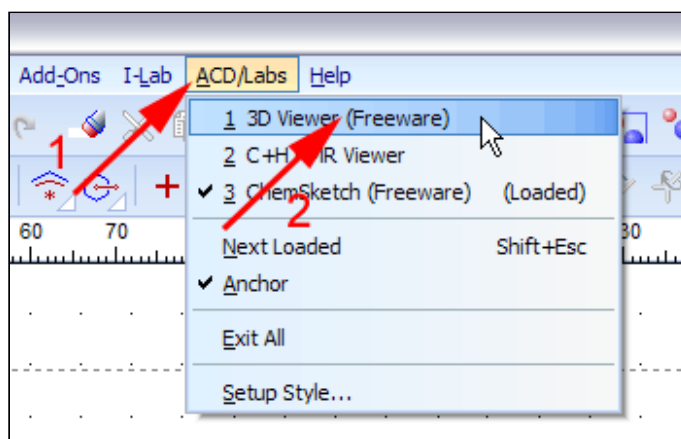 Add-Ons I-Lab ACD/Labs Help
1 3D Viewer (Freeware)
1
2 C+H
IR Viewer
3 ChemSketch (Freeware) (Loaded)
2
60 70 30
Next Loaded Shift+Esc
Anchor
Exit All
Setup Style...